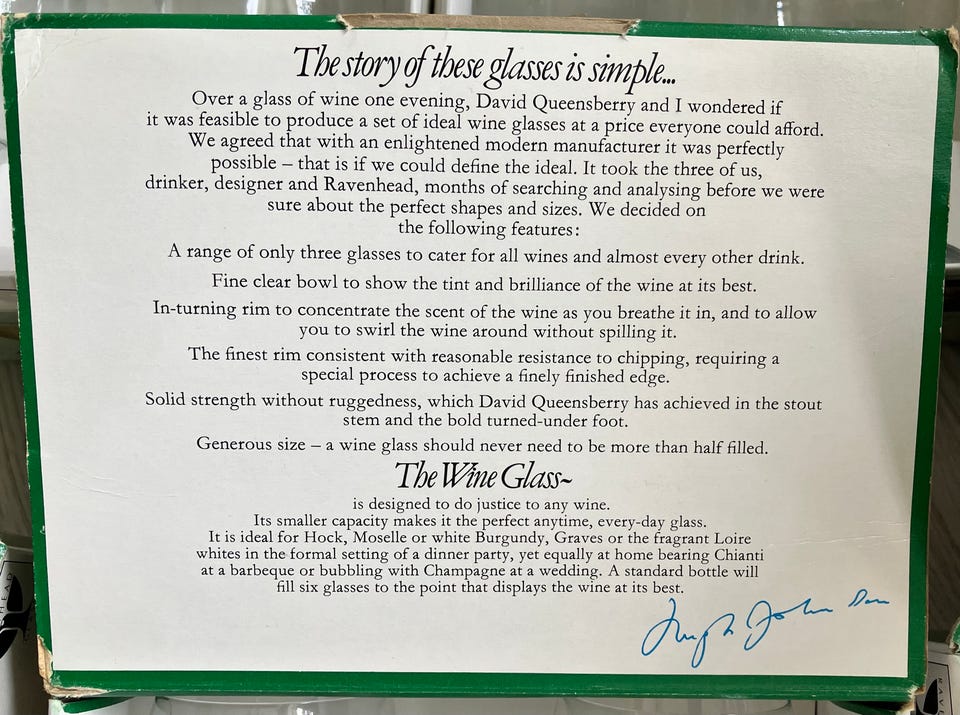 The story of these glasses is simple...
Over a glass of wine one evening, David Queensberry and I wondered if
it was feasible to produce a set of ideal wine glasses at a price everyone could afford.
We agreed that with an enlightened modern manufacturer it was perfectly
possible – that is if we could define the ideal. It took the three of us,
drinker, designer and Ravenhead, months of searching and analysing before we were
sure about the perfect shapes and sizes. We decided on
the following features:
A range of only three glasses to cater for all wines and almost every other drink.
Fine clear bowl to show the tint and brilliance of the wine at its best.
In-turning rim to concentrate the scent of the wine as you breathe it in, and to allow
you to swirl the wine around without spilling it.
The finest rim consistent with reasonable resistance to chipping, requiring a
special process to achieve a finely finished edge.
Solid strength without ruggedness, which David Queensberry has achieved in the stout
stem and the bold turned-under foot.
Generous size – a wine glass should never need to be more than half filled.
The Wine Glass~
is designed to do justice to any wine.
Its smaller capacity makes it the perfect anytime, every-day glass.
It is ideal for Hock, Moselle or white Burgundy, Graves or the fragrant Loire
whites in the formal setting of a dinner party, yet equally at home bearing Chianti
at a barbeque or bubbling with Champagne at a wedding. A standard bottle will
fill six glasses to the point that displays the wine at its best.
Hugh Johnson